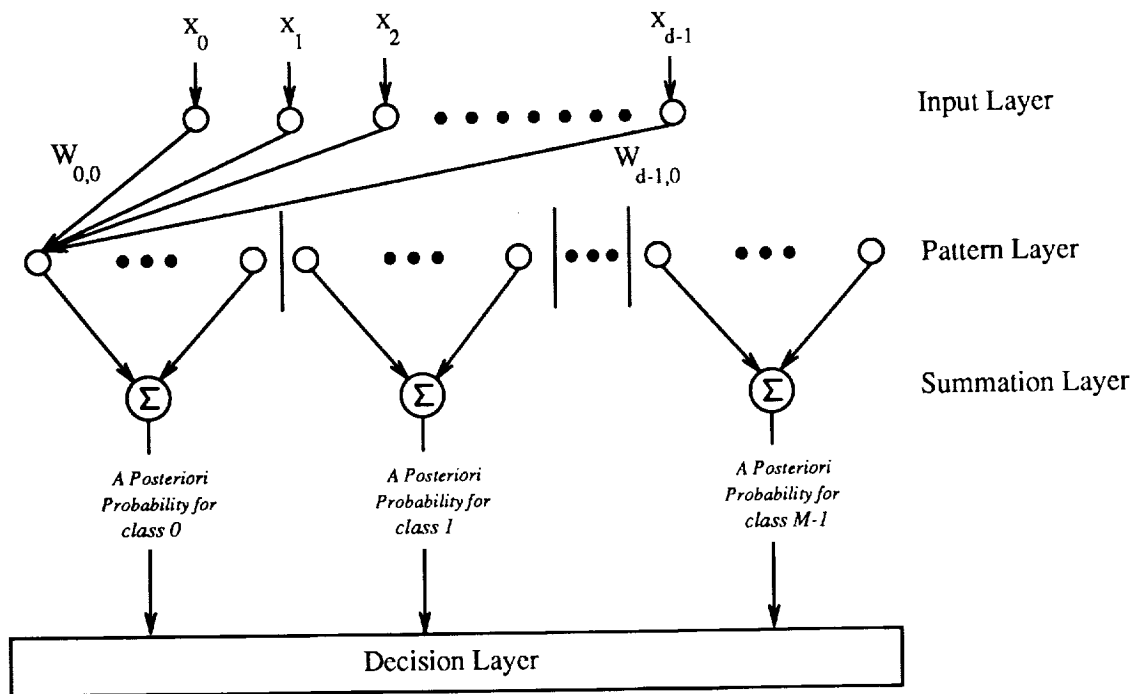 x0 x1 x2 xd-1
Input Layer
W0,0 Wd-1,0
Pattern Layer
Σ Σ Σ
Summation Layer
A Posteriori
Probability for
class 0
A Posteriori
Probability for
class 1
A Posteriori
Probability for
class M-1
Decision Layer